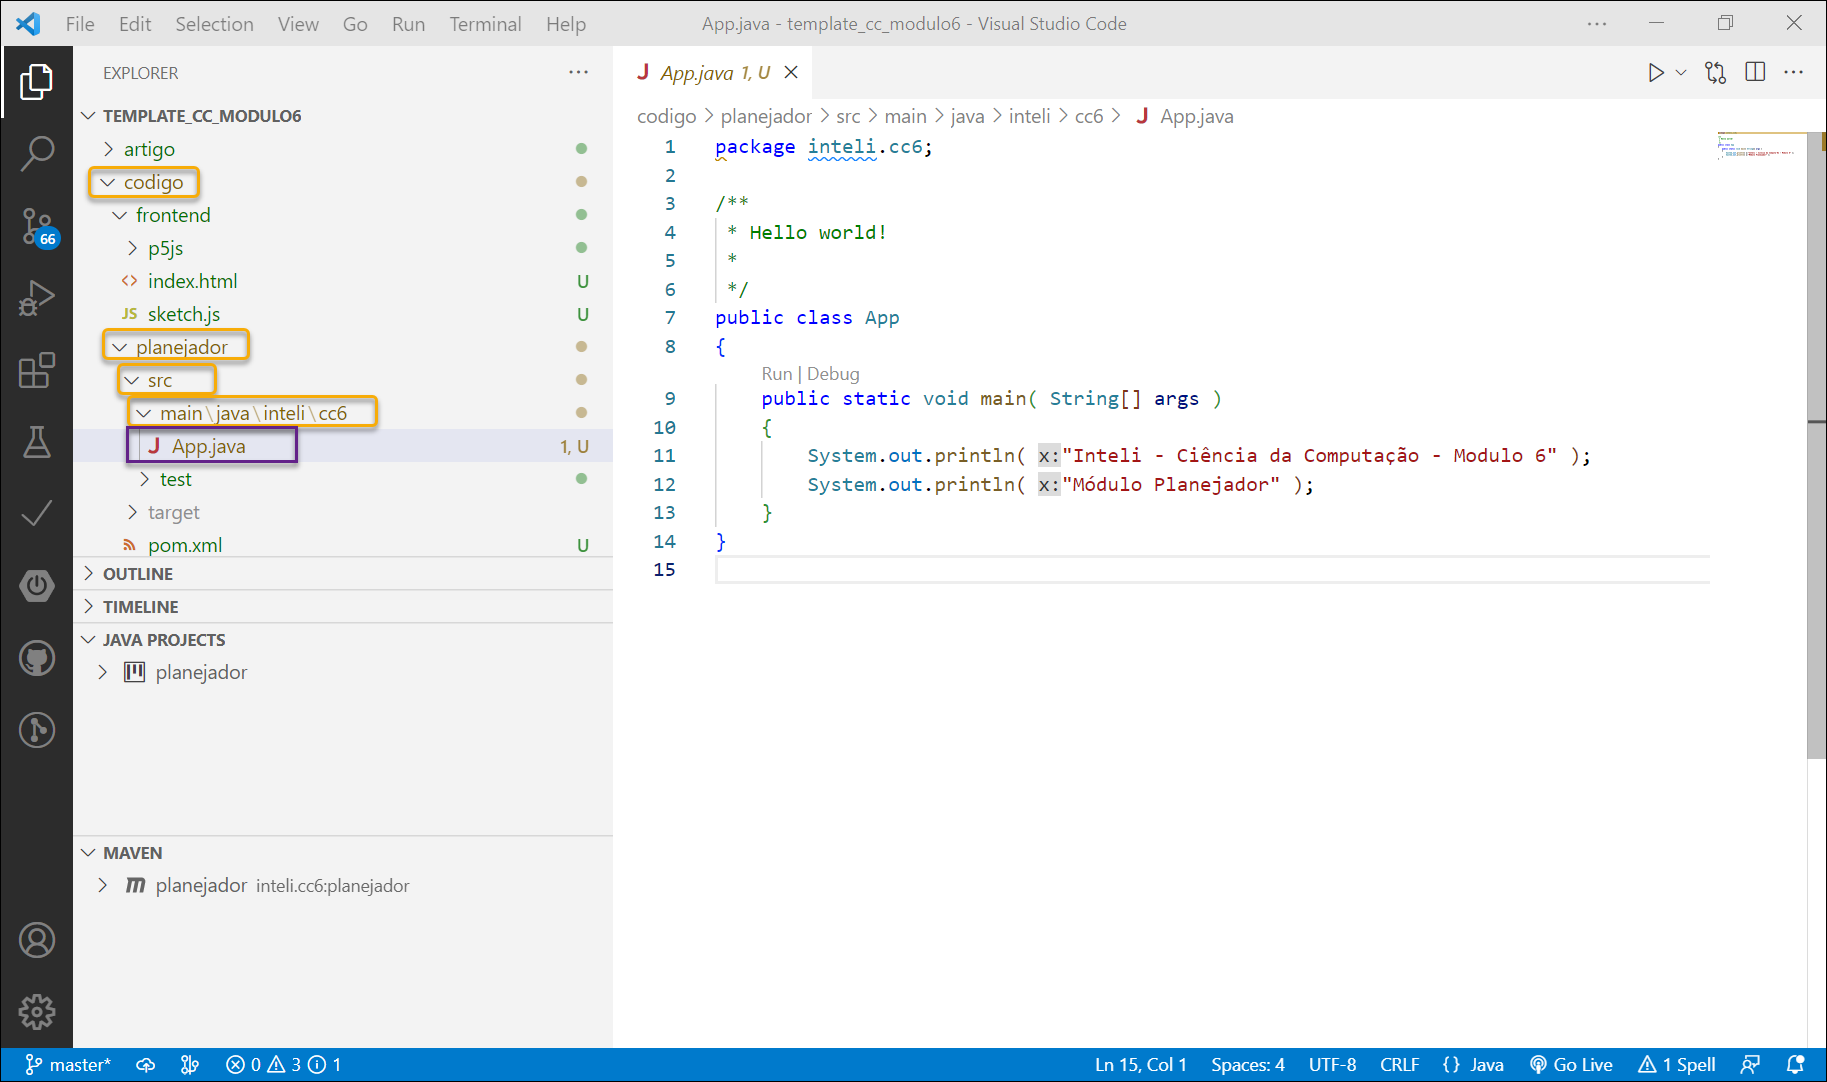 File Edit Selection View Go Run Terminal Help App.java - template_cc_modulo6 - Visual Studio Code
EXPLORER
TEMPLATE_CC_MODULO6
artigo
codigo
frontend
p5js
index.html U
JS sketch.js U
planejador
src
main\java\inteli\cc6
J App.java 1, U
test
target
pom.xml U
OUTLINE
TIMELINE
JAVA PROJECTS
planejador
MAVEN
m planejador inteli.cc6:planejador
66
J App.java 1, U
codigo > planejador > src > main > java > inteli > cc6 > J App.java
1 package inteli.cc6;
2
3 /**
4 * Hello world!
5 *
6 */
7 public class App
8 {
Run | Debug
9 public static void main( String[] args )
10 {
11 System.out.println( x:"Inteli - Ciência da Computação - Modulo 6" );
12 System.out.println( x:"Módulo Planejador" );
13 }
14 }
15
master* 0 3 1 Ln 15, Col 1 Spaces: 4 UTF-8 CRLF {} Java Go Live 1 Spell